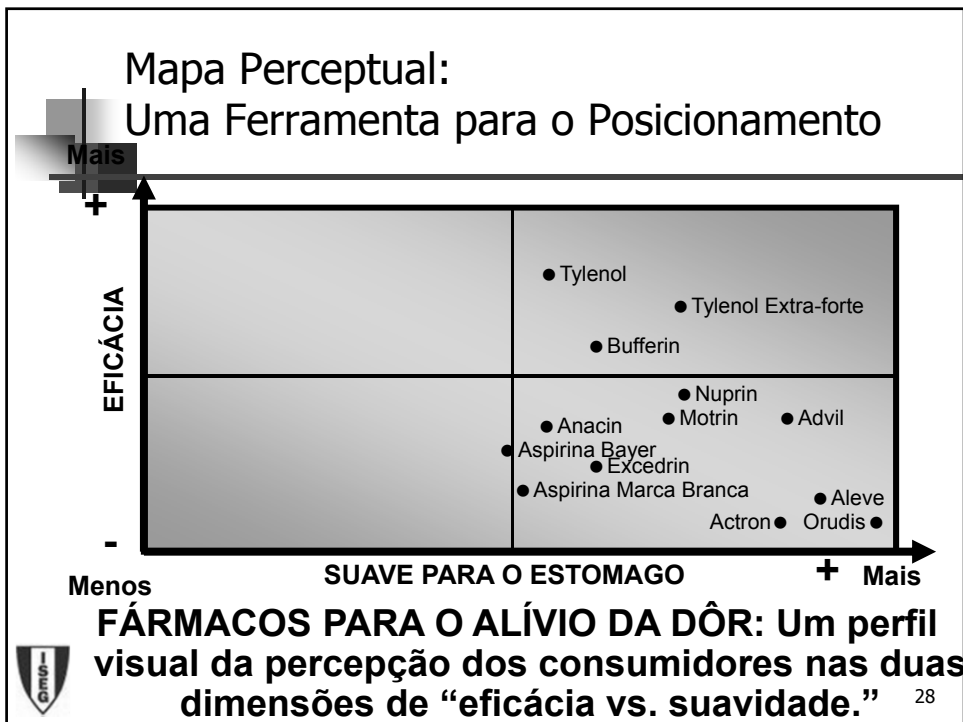 Mapa Perceptual:
Uma Ferramenta para o Posicionamento
Mais
+
EFICÁCIA
Tylenol
Tylenol Extra-forte
Bufferin
Nuprin
Motrin
Advil
Anacin
Aspirina Bayer
Excedrin
Aspirina Marca Branca
Aleve
Actron
Orudis
-
Menos
SUAVE PARA O ESTOMAGO
+
Mais
FÁRMACOS PARA O ALÍVIO DA DÔR: Um perfil
visual da percepção dos consumidores nas duas
dimensões de “eficácia vs. suavidade.”
28
ISEG